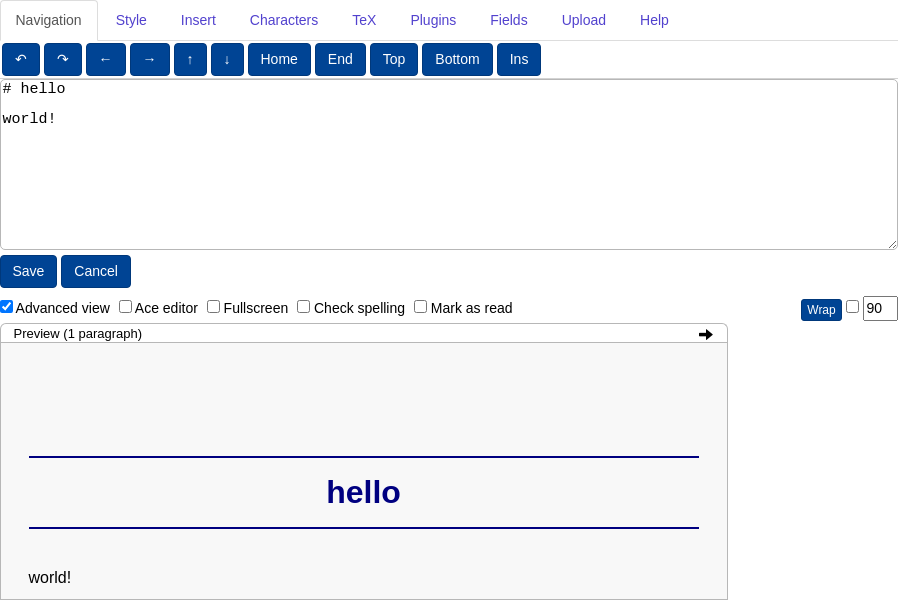 Navigation Style Insert Characters TeX Plugins Fields Upload Help
↶ ↷ ← → ↑ ↓ Home End Top Bottom Ins
# hello
world!
Save Cancel
Advanced view Ace editor Fullscreen Check spelling Mark as read Wrap 90
Preview (1 paragraph)
hello
world!